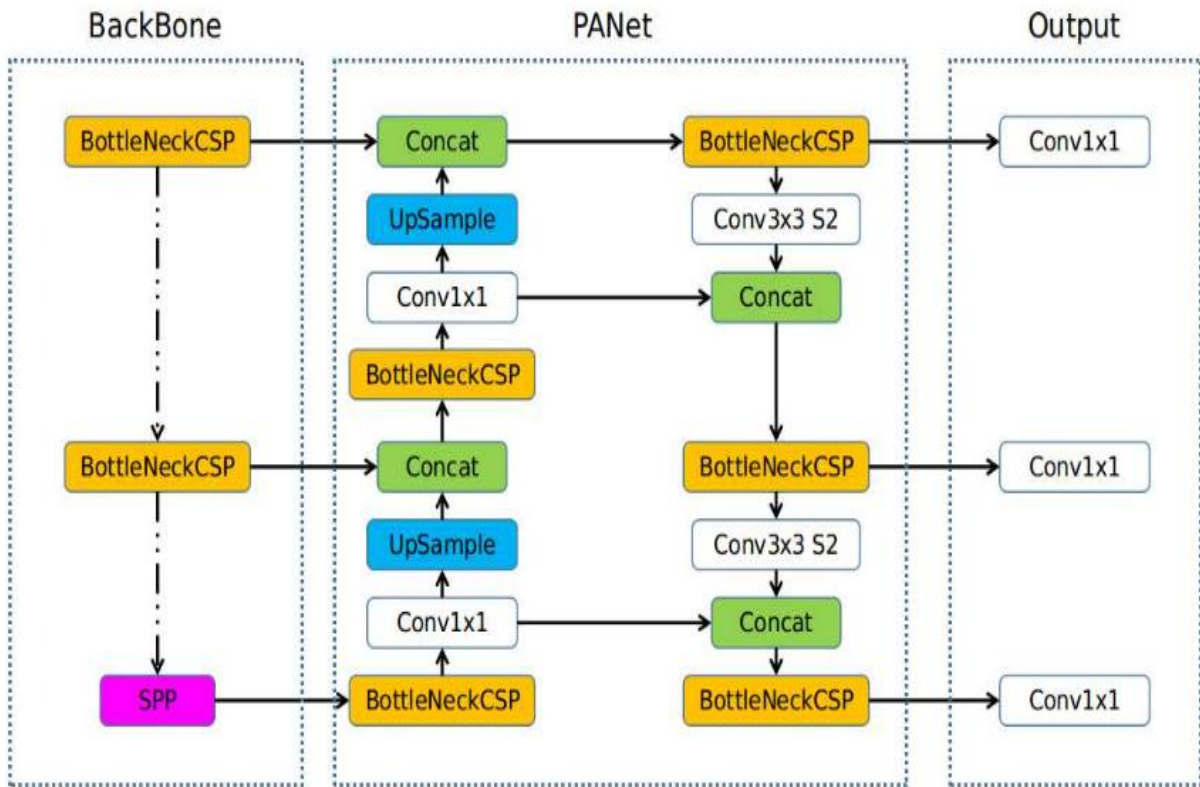 BackBone PANet Output
BottleNeckCSP Concat BottleNeckCSP Conv1x1
UpSample Conv3x3 S2
Conv1x1 Concat
BottleNeckCSP
BottleNeckCSP Concat BottleNeckCSP Conv1x1
UpSample Conv3x3 S2
Conv1x1 Concat
SPP BottleNeckCSP BottleNeckCSP Conv1x1